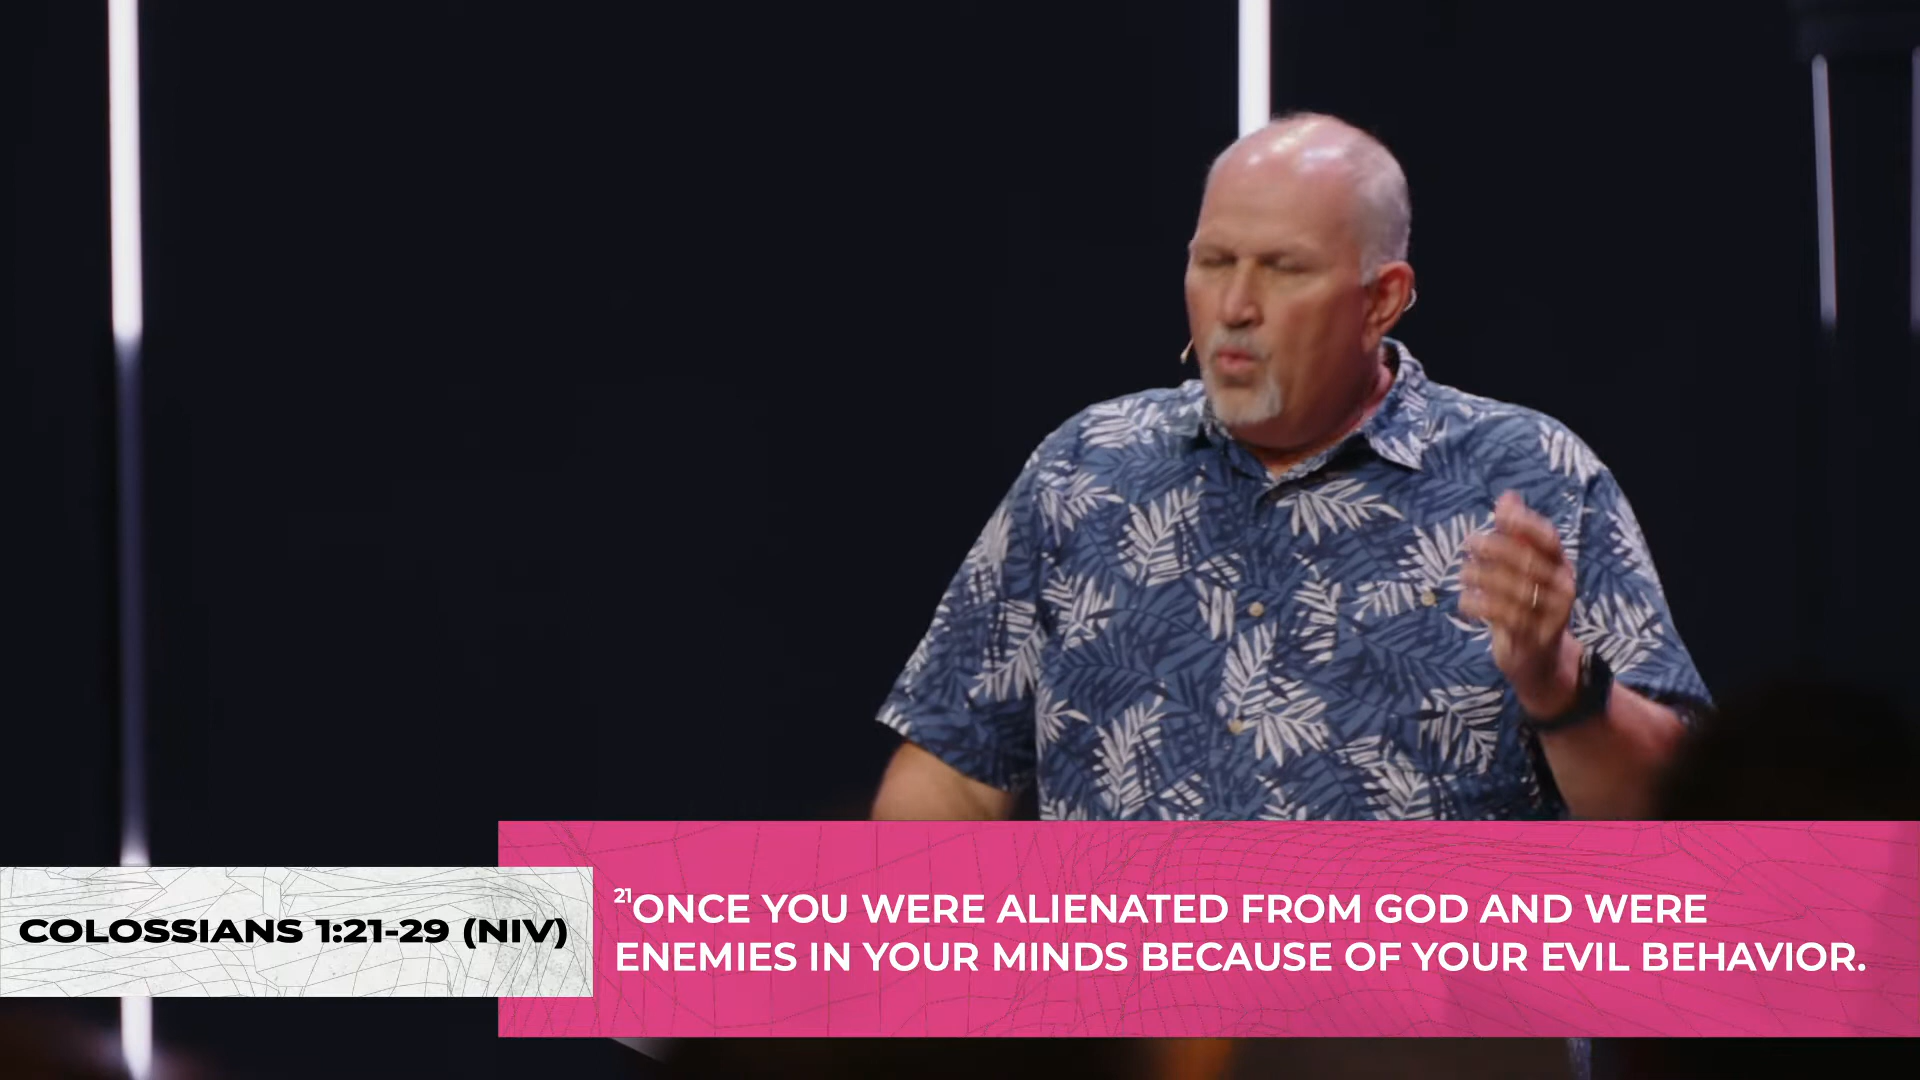 COLOSSIANS 1:21-29 (NIV)
21ONCE YOU WERE ALIENATED FROM GOD AND WERE
ENEMIES IN YOUR MINDS BECAUSE OF YOUR EVIL BEHAVIOR.